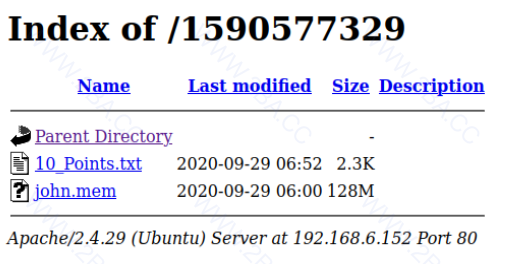 Index of /1590577329
Name Last modified Size Description
Parent Directory -
10_Points.txt 2020-09-29 06:52 2.3K
john.mem 2020-09-29 06:00 128M
Apache/2.4.29 (Ubuntu) Server at 192.168.6.152 Port 80